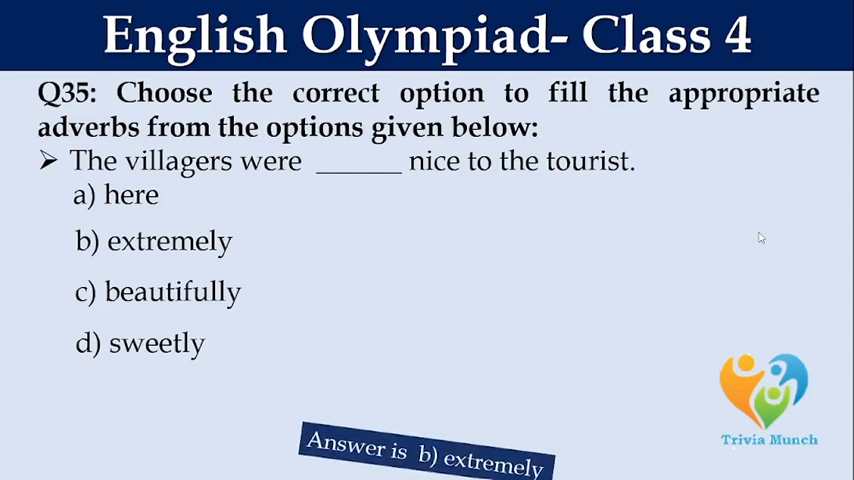 English Olympiad- Class 4
Q35: Choose the correct option to fill the appropriate
adverbs from the options given below:
➤ The villagers were ______ nice to the tourist.
a) here
b) extremely
c) beautifully
d) sweetly
Answer is b) extremely
Trivia Munch